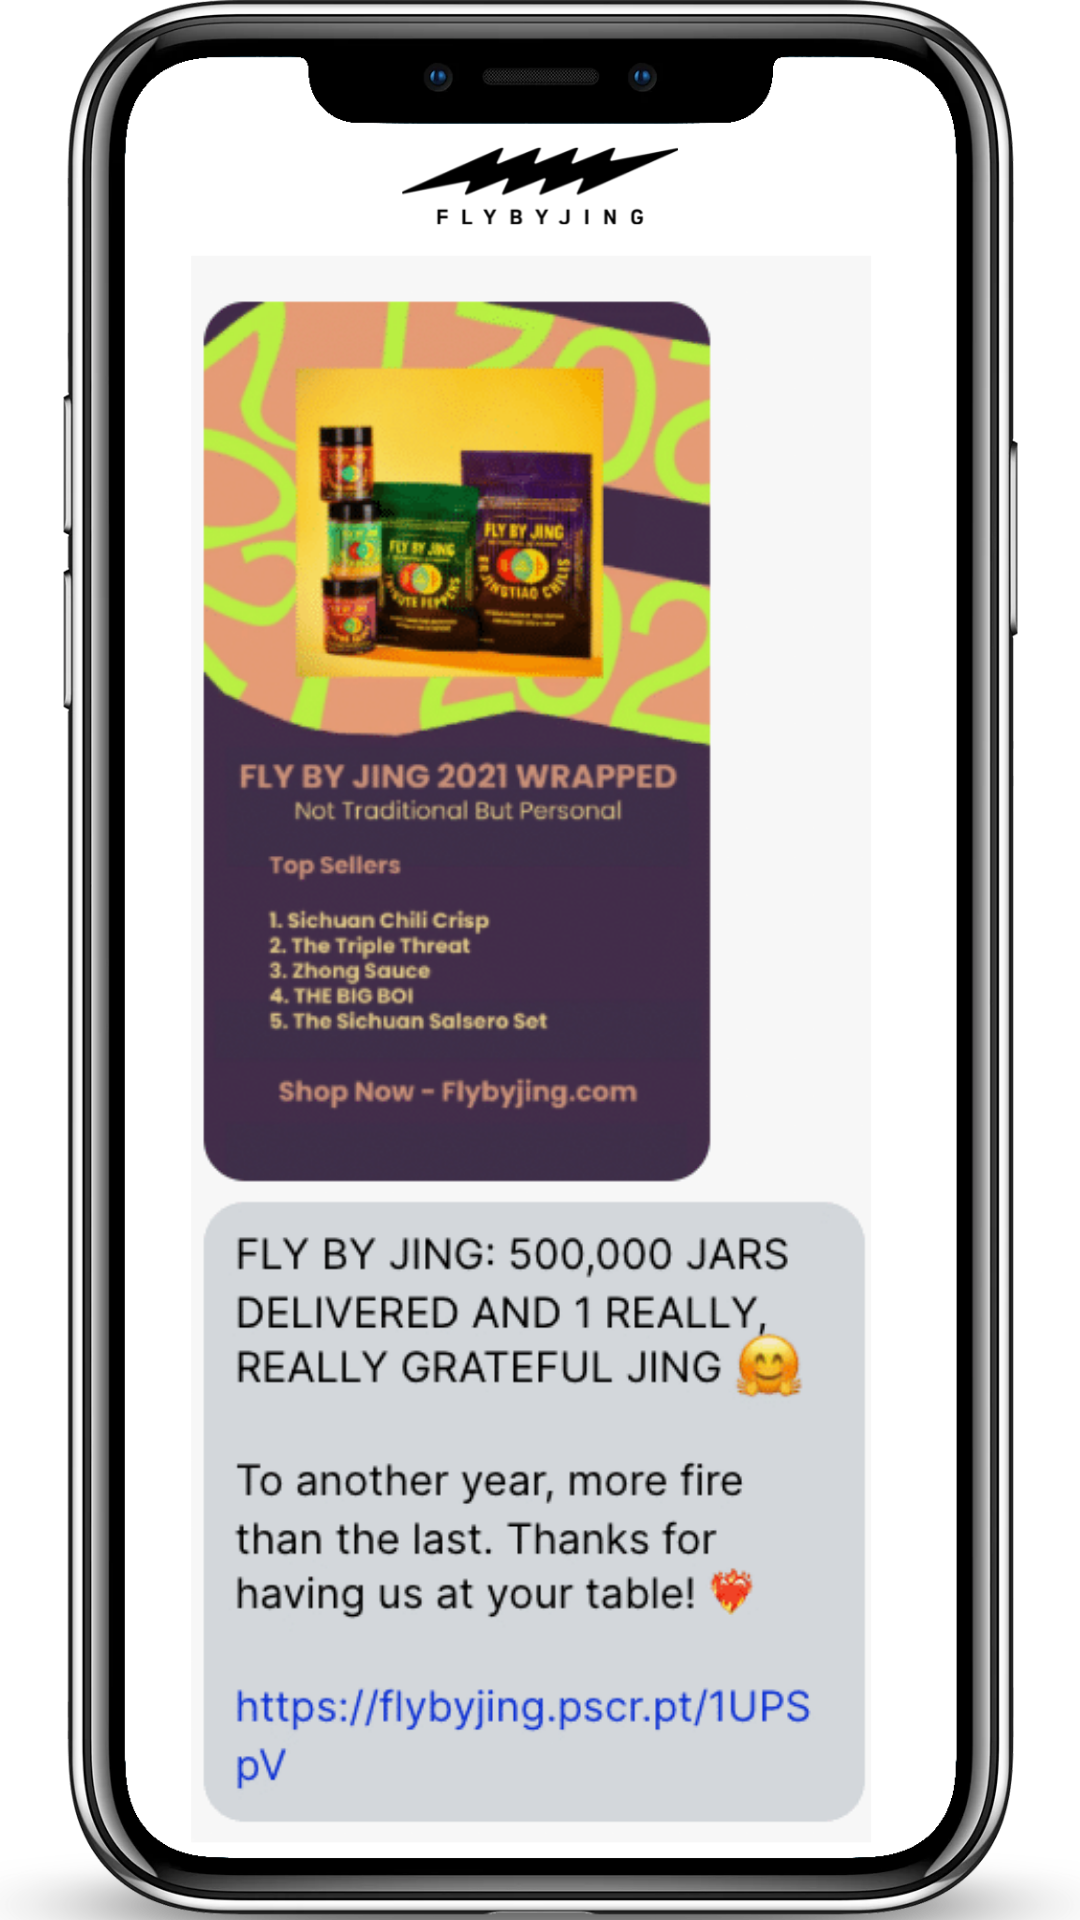 FLYBYJING
FLY BY JING
FLY BY JING
FLY BY JING 2021 WRAPPED
Not Traditional But Personal
Top Sellers
1. Sichuan Chili Crisp
2. The Triple Threat
3. Zhong Sauce
4. THE BIG BOI
5. The Sichuan Salsero Set
Shop Now - Flybyjing.com
FLY BY JING: 500,000 JARS
DELIVERED AND 1 REALLY,
REALLY GRATEFUL JING 🤗
To another year, more fire
than the last. Thanks for
having us at your table! ❤️‍🔥
https://flybyjing.pscr.pt/1UPS
pV